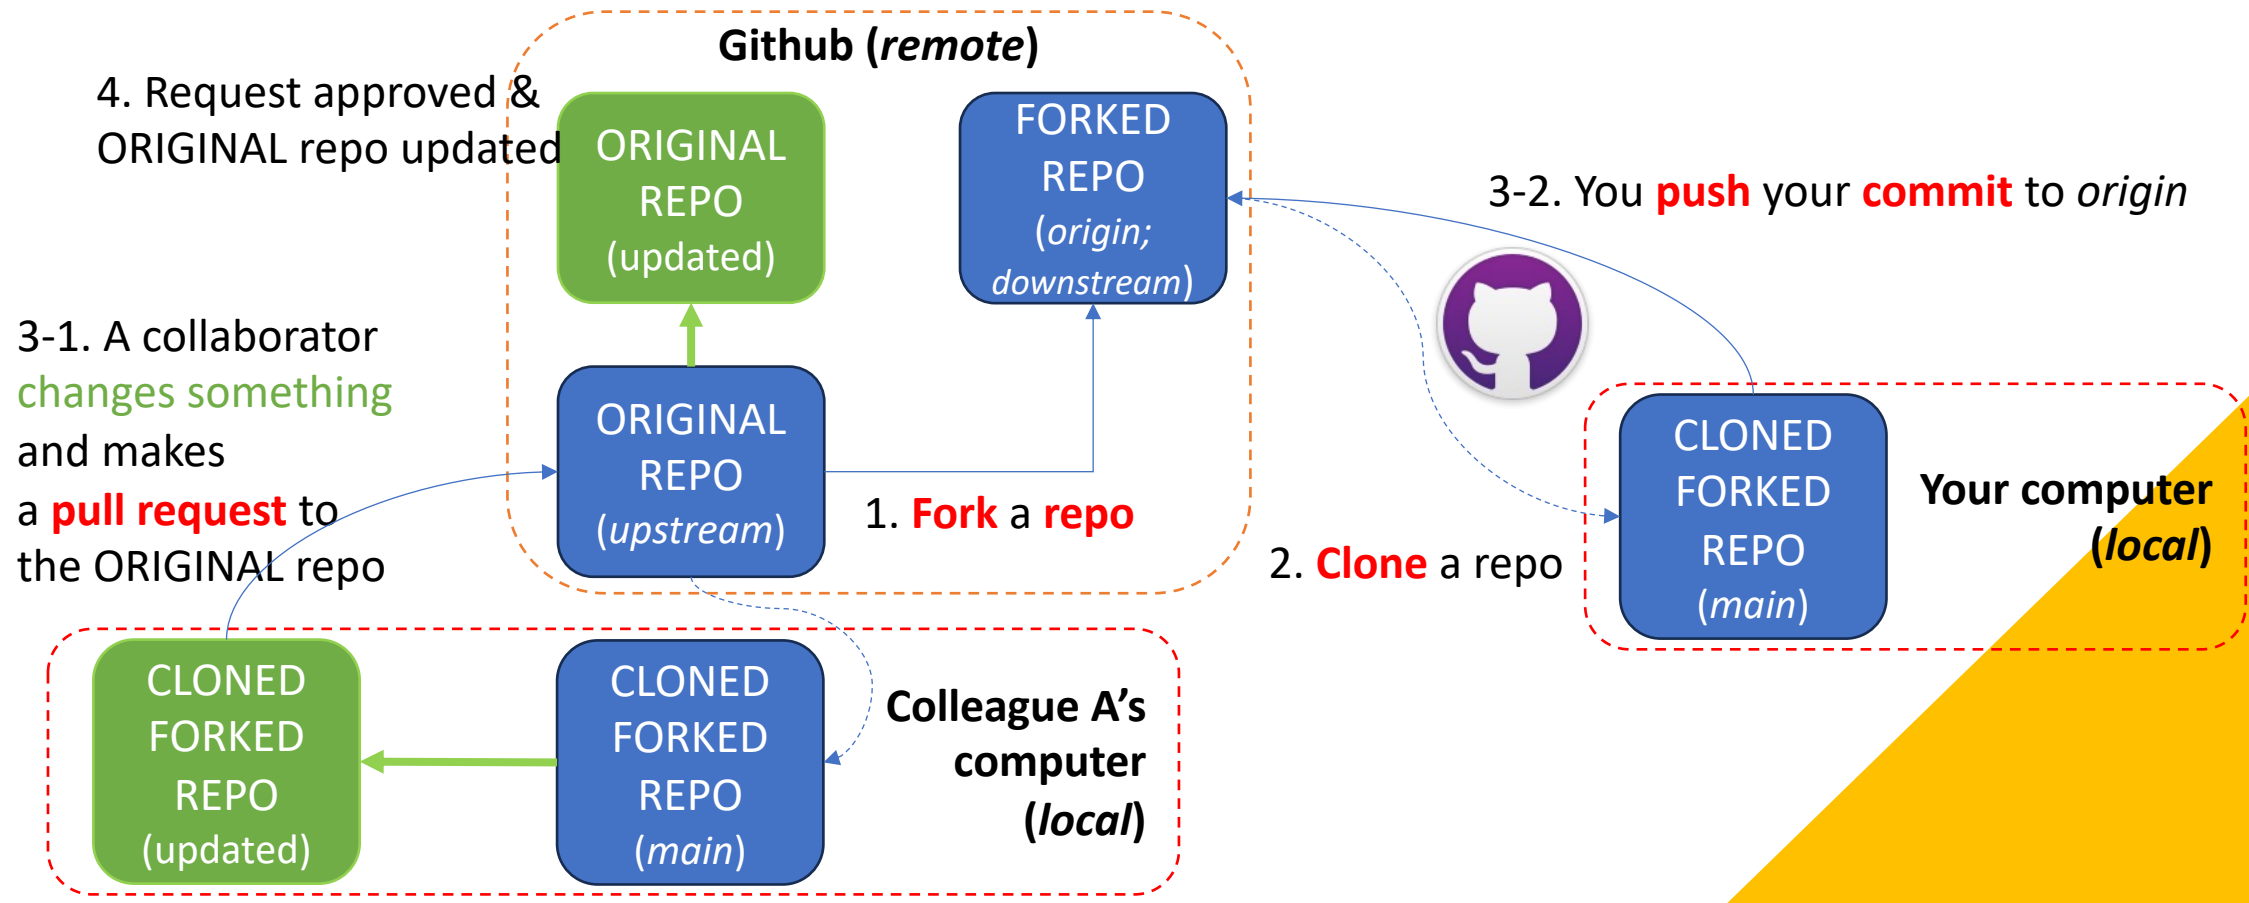 Github (remote)
4. Request approved &
ORIGINAL repo updated
ORIGINAL
REPO
(updated)
FORKED
REPO
(origin;
downstream)
3-2. You push your commit to origin
3-1. A collaborator
changes something
and makes
a pull request to
the ORIGINAL repo
ORIGINAL
REPO
(upstream)
1. Fork a repo
2. Clone a repo
CLONED
FORKED
REPO
(main)
Your computer
(local)
CLONED
FORKED
REPO
(updated)
CLONED
FORKED
REPO
(main)
Colleague A’s
computer
(local)